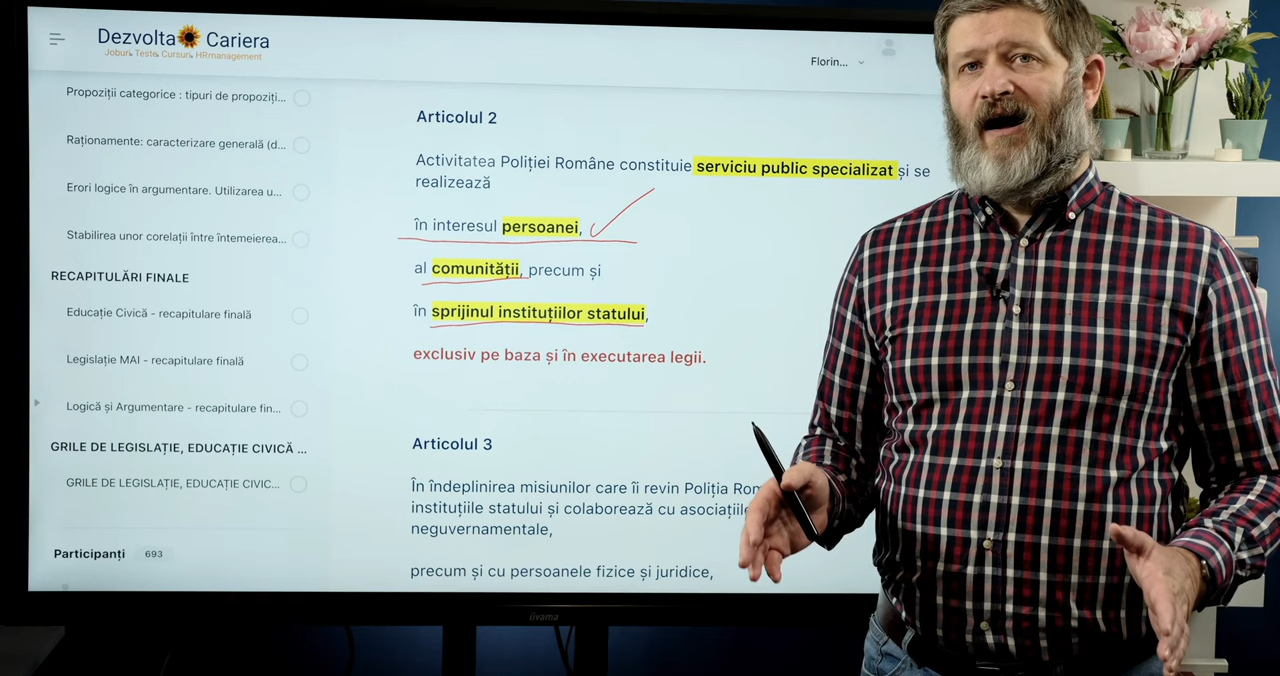 Dezvolta Cariera
Joburi, Teste, Cursuri, HRmanagement
Florin...
Propoziții categorice : tipuri de propoziți...
Raționamente: caracterizare generală (d...
Erori logice în argumentare. Utilizarea u...
Stabilirea unor corelații între întemeierea...
RECAPITULĂRI FINALE
Educație Civică - recapitulare finală
Legislație MAI - recapitulare finală
Logică și Argumentare - recapitulare fin...
GRILE DE LEGISLAȚIE, EDUCAȚIE CIVICĂ ...
GRILE DE LEGISLAȚIE, EDUCAȚIE CIVIC...
Participanți 693
Articolul 2
Activitatea Poliției Române constituie serviciu public specializat și se
realizează
în interesul persoanei,
al comunității, precum și
în sprijinul instituțiilor statului,
exclusiv pe baza și în executarea legii.
Articolul 3
În îndeplinirea misiunilor care îi revin Poliția Rom
instituțiile statului și colaborează cu asociațiile
neguvernamentale,
precum și cu persoanele fizice și juridice,
iiyama